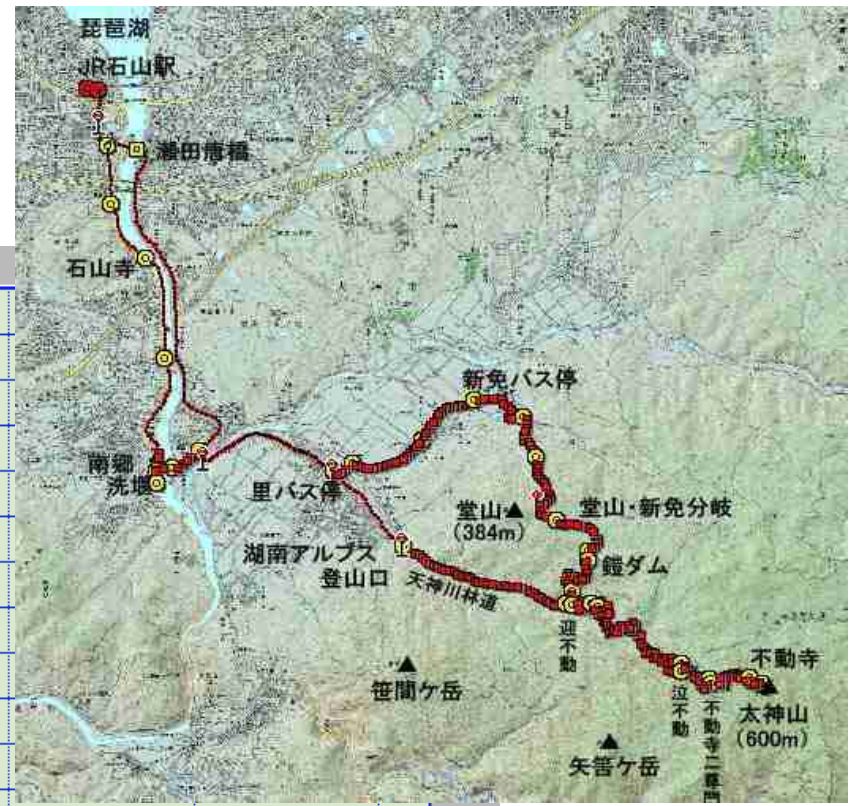 琵琶湖
JR石山駅
瀬田唐橋
石山寺
新免バス停
南郷
洗堰
里バス停
堂山
(384m)
堂山・新免分岐
湖南アルプス
登山口
鎧ダム
天神川林道
迎不動
不動寺
笹間ケ岳
泣不動
不動寺二尊門
太神山
(600m)
矢筈ケ岳